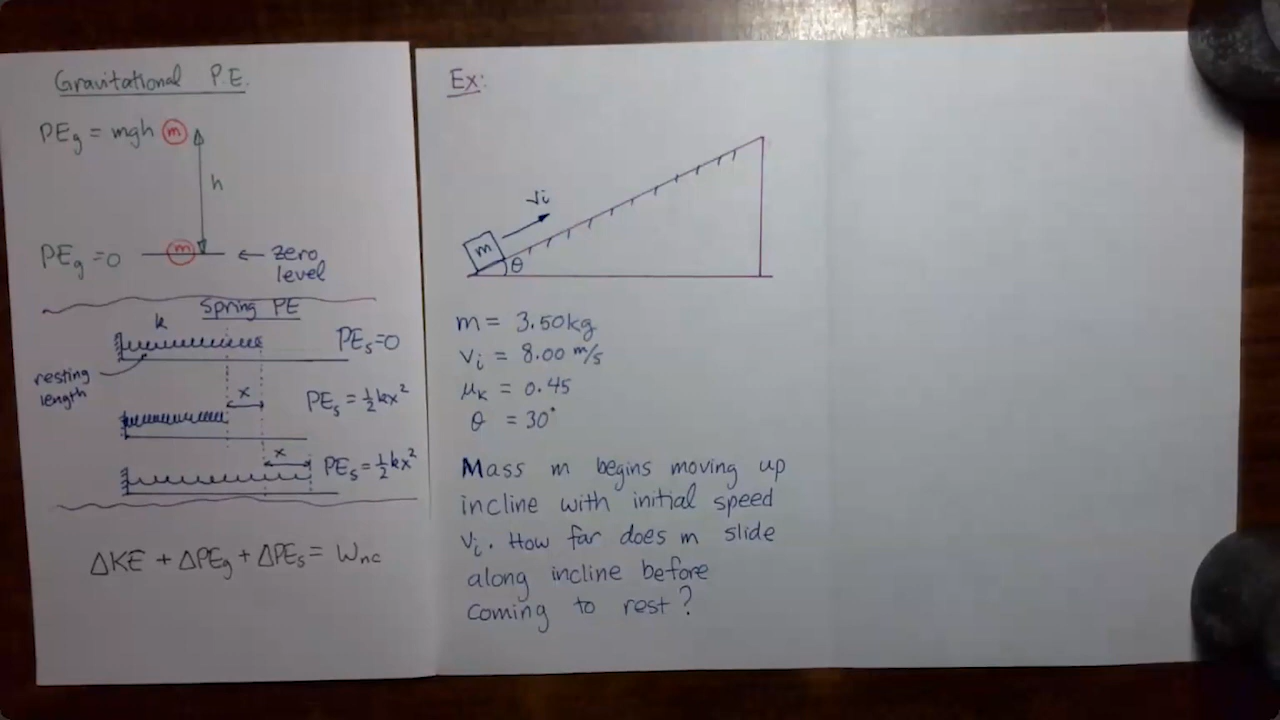 Gravitational P.E.
PEg = mgh m
h
PEg = 0 m ← zero level
Spring PE
k
PEs = 0
resting length
x
PEs = ½kx²
x
PEs = ½kx²
ΔKE + ΔPEg + ΔPEs = Wnc
Ex:
vi
m
θ
m = 3.50kg
vi = 8.00 m/s
μk = 0.45
θ = 30°
Mass m begins moving up
incline with initial speed
vi. How far does m slide
along incline before
coming to rest?